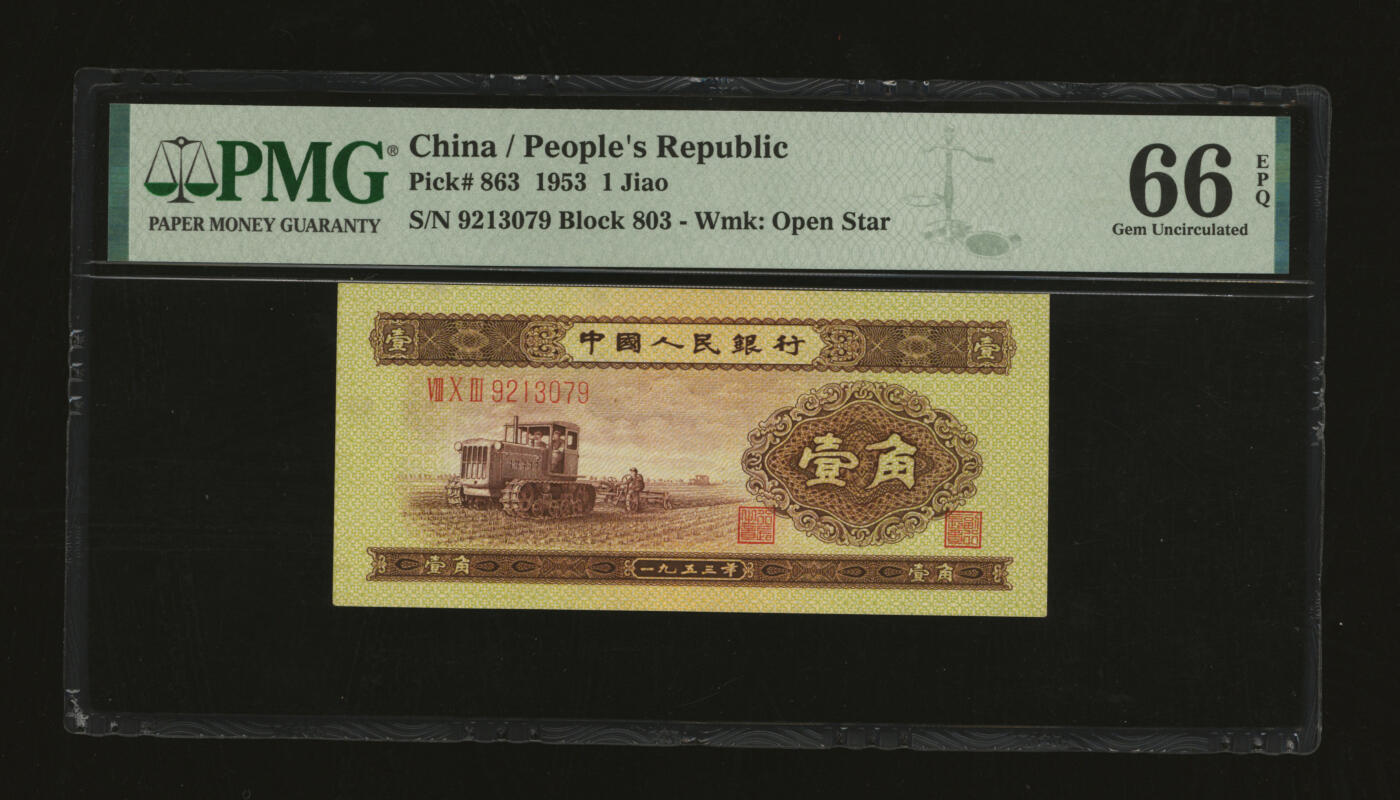 PMG®
PAPER MONEY GUARANTY
China / People's Republic
Pick# 863 1953 1 Jiao
S/N 9213079 Block 803 - Wmk: Open Star
66 EPQ
Gem Uncirculated
壹 中國人民銀行 壹
VIII X III 9213079
壹角
壹角 一九五三年 壹角